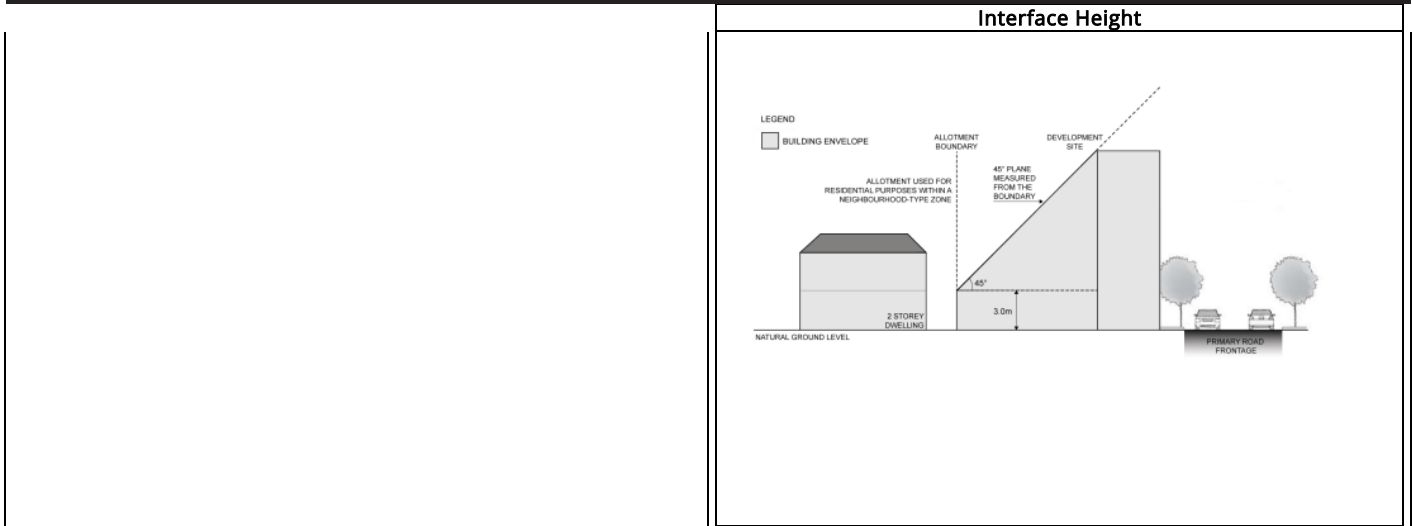 Interface Height
LEGEND
BUILDING ENVELOPE
ALLOTMENT
BOUNDARY
DEVELOPMENT
SITE
ALLOTMENT USED FOR
RESIDENTIAL PURPOSES WITHIN A
NEIGHBOURHOOD-TYPE ZONE
45° PLANE
MEASURED
FROM THE
BOUNDARY
45°
3.0m
2 STOREY
DWELLING
NATURAL GROUND LEVEL
PRIMARY ROAD
FRONTAGE